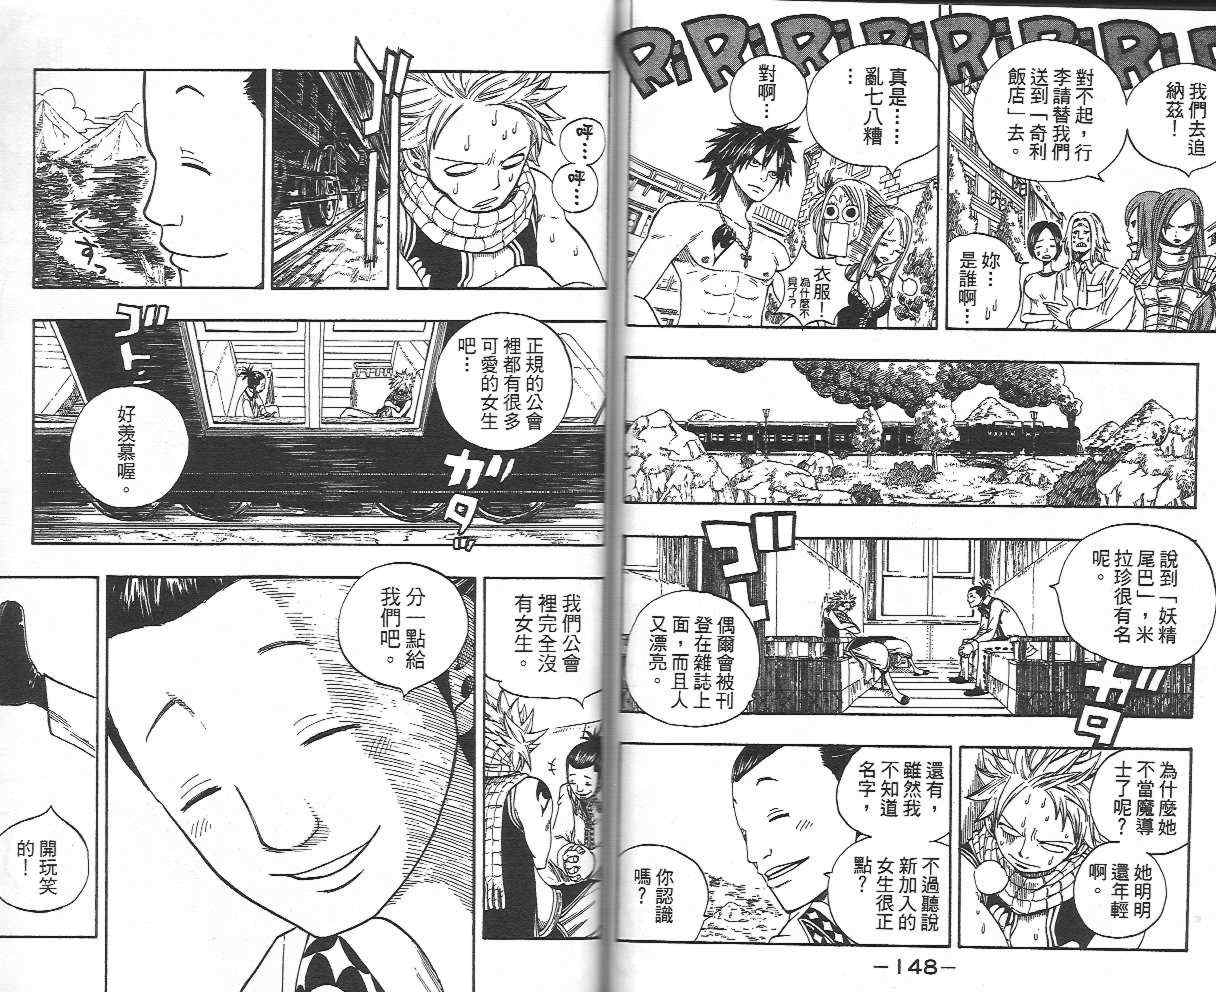 RiRiRiRiRiRiRiRi
我們去追
納茲！
對不起，行
李請替我們
送到「奇利
飯店」去。
妳…
是誰啊…
真是……
亂七八糟
…
對啊…
衣服！
為什麼不
見了？
說到「妖精
尾巴」，米
拉珍很有名
呢。
ガタ
ゴト
偶爾會被刊
登在雜誌上
面，而且人
又漂亮。
為什麼她
不當魔導
士了呢？
她明明
還年輕
啊。
還有，
雖然我
不知道
名字，
不過聽說
新加入的
女生很正
點？
你認識
嗎？
－148－
呼…
呼…
くすっ
正規的公會
裡都有很多
可愛的女生
吧…
好羨慕喔。
ゴトン
ガタ
我們公會
裡完全沒
有女生。
分一點給
我們吧。
開玩笑
的！